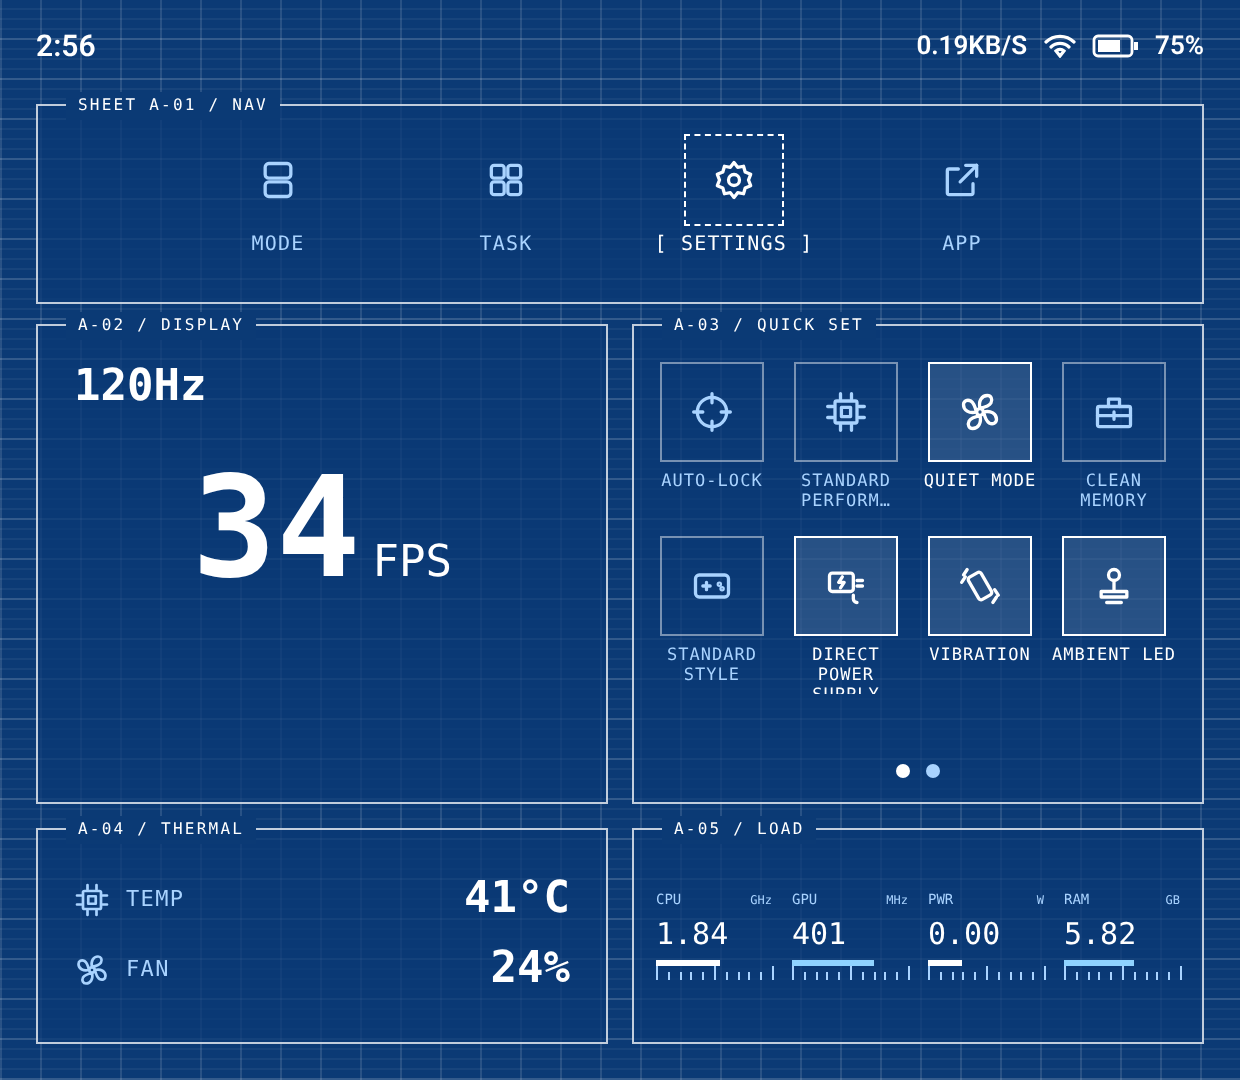 2:56
0.19KB/S
75%
SHEET A-01 / NAV
MODE
TASK
[ SETTINGS ]
APP
A-02 / DISPLAY
120Hz
34 FPS
A-03 / QUICK SET
AUTO-LOCK
STANDARD
PERFORM…
QUIET MODE
CLEAN
MEMORY
STANDARD
STYLE
DIRECT
POWER
SUPPLY
VIBRATION
AMBIENT LED
A-04 / THERMAL
TEMP
41°C
FAN
24%
A-05 / LOAD
CPU GHz
1.84
GPU MHz
401
PWR W
0.00
RAM GB
5.82